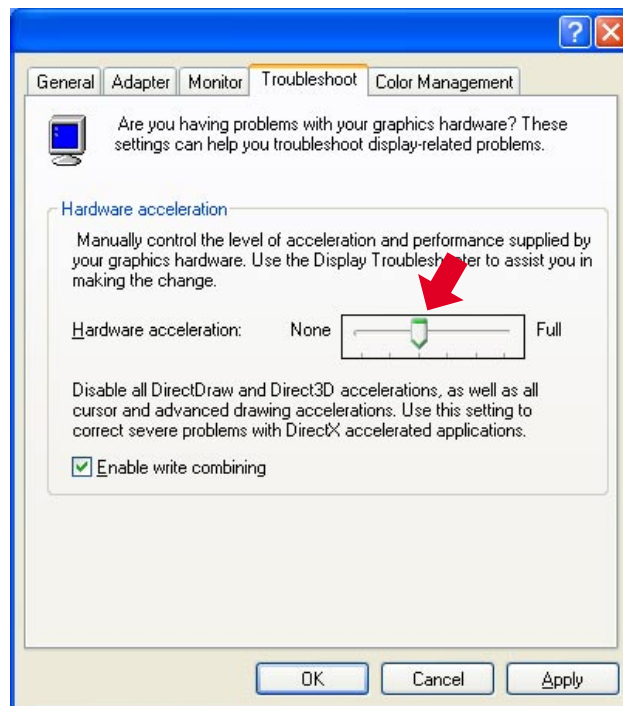 ?
General Adapter Monitor Troubleshoot Color Management
Are you having problems with your graphics hardware? These
settings can help you troubleshoot display-related problems.
Hardware acceleration
Manually control the level of acceleration and performance supplied by
your graphics hardware. Use the Display Troubleshooter to assist you in
making the change.
Hardware acceleration: None Full
Disable all DirectDraw and Direct3D accelerations, as well as all
cursor and advanced drawing accelerations. Use this setting to
correct severe problems with DirectX accelerated applications.
Enable write combining
OK Cancel Apply